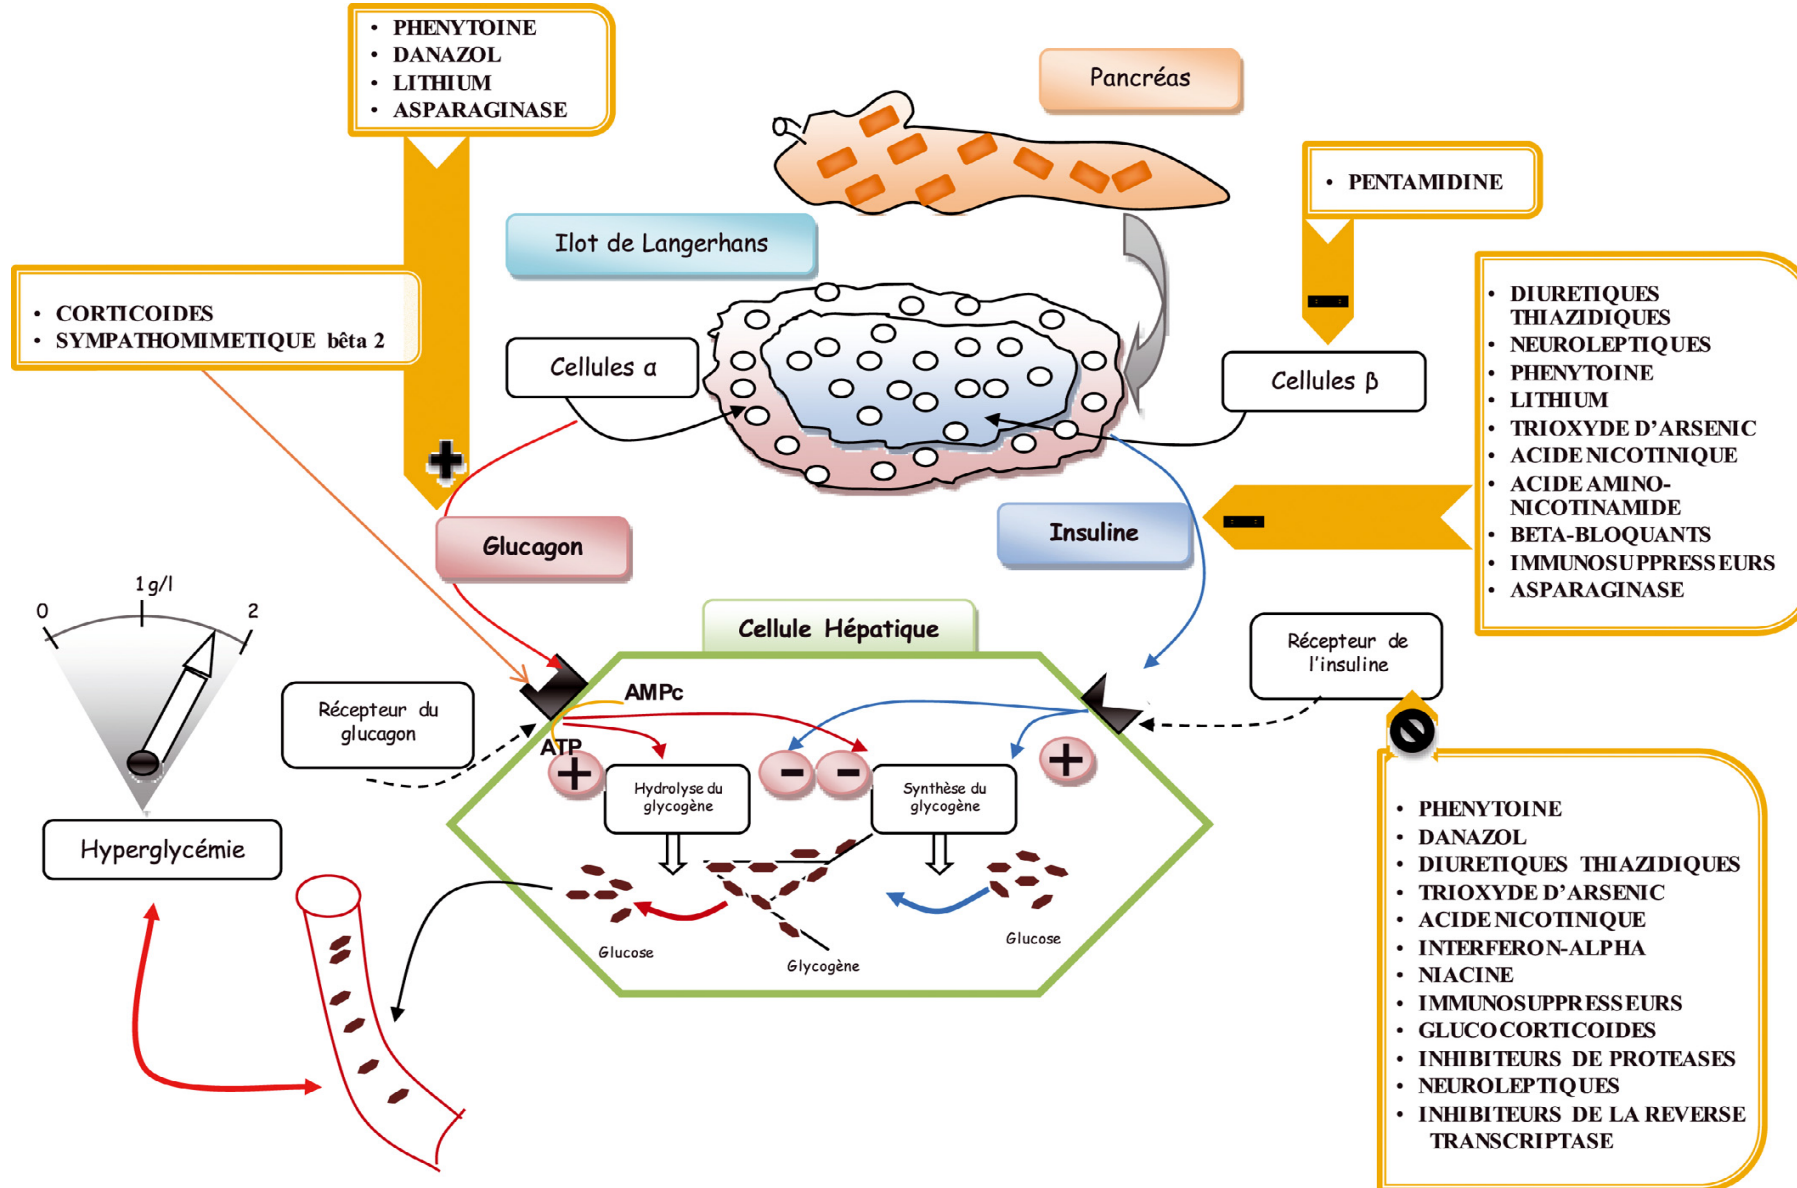 • PHENYTOINE
• DANAZOL
• LITHIUM
• ASPARAGINASE
Pancréas
• PENTAMIDINE
Ilot de Langerhans
• CORTICOIDES
• SYMPATHOMIMETIQUE bêta 2
Cellules α
Cellules β
• DIURETIQUES
THIAZIDIQUES
• NEUROLEPTIQUES
• PHENYTOINE
• LITHIUM
• TRIOXYDE D'ARSENIC
• ACIDE NICOTINIQUE
• ACIDE AMINO-
NICOTINAMIDE
• BETA-BLOQUANTS
• IMMUNOSUPPRESSEURS
• ASPARAGINASE
+
−
−
Glucagon
Insuline
0
1 g/l
2
Hyperglycémie
Cellule Hépatique
Récepteur du
glucagon
Récepteur de
l'insuline
AMPc
ATP
+
−
−
+
Hydrolyse du
glycogène
Synthèse du
glycogène
Glucose
Glycogène
Glucose
• PHENYTOINE
• DANAZOL
• DIURETIQUES THIAZIDIQUES
• TRIOXYDE D'ARSENIC
• ACIDE NICOTINIQUE
• INTERFERON-ALPHA
• NIACINE
• IMMUNOSUPPRESSEURS
• GLUCOCORTICOIDES
• INHIBITEURS DE PROTEASES
• NEUROLEPTIQUES
• INHIBITEURS DE LA REVERSE
TRANSCRIPTASE